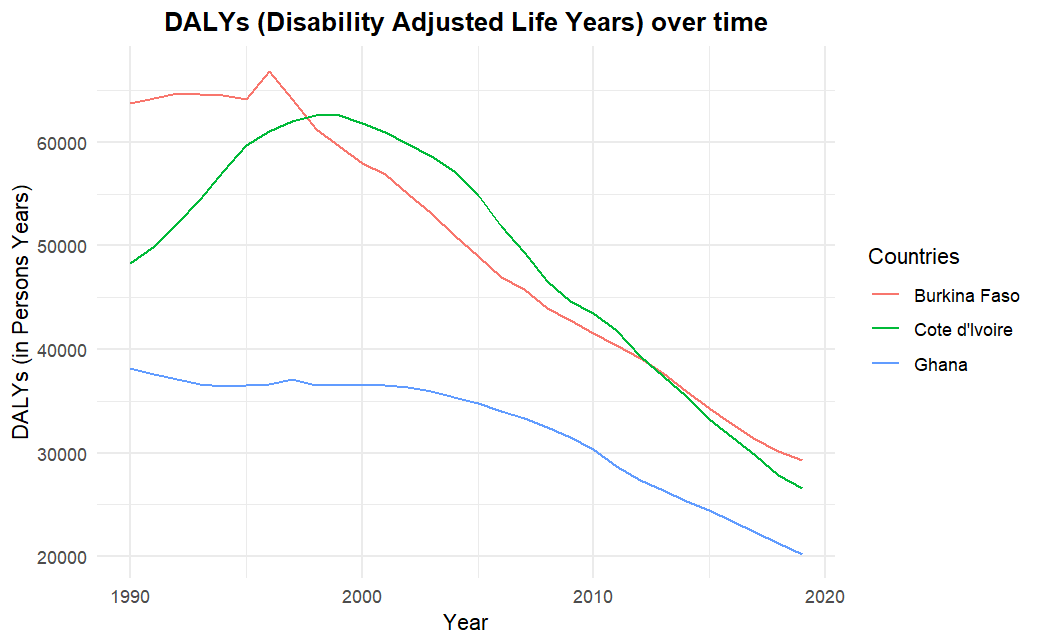 DALYs (Disability Adjusted Life Years) over time
DALYs (in Persons Years)
60000
50000
40000
30000
20000
1990
2000
2010
2020
Year
Countries
Burkina Faso
Cote d'Ivoire
Ghana